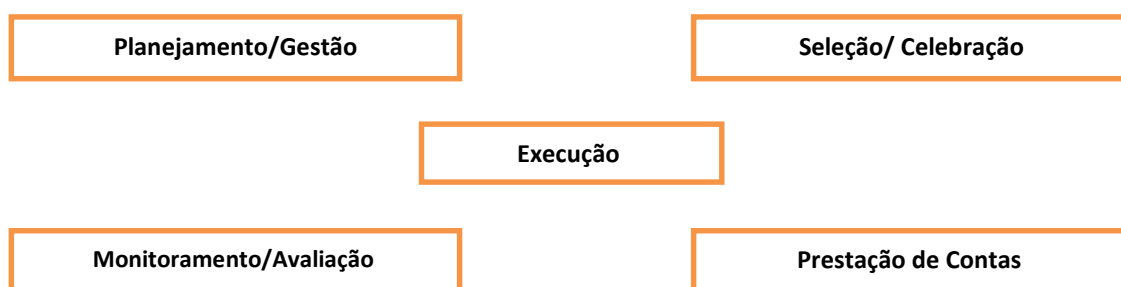 Planejamento/Gestão
Seleção/ Celebração
Execução
Monitoramento/Avaliação
Prestação de Contas